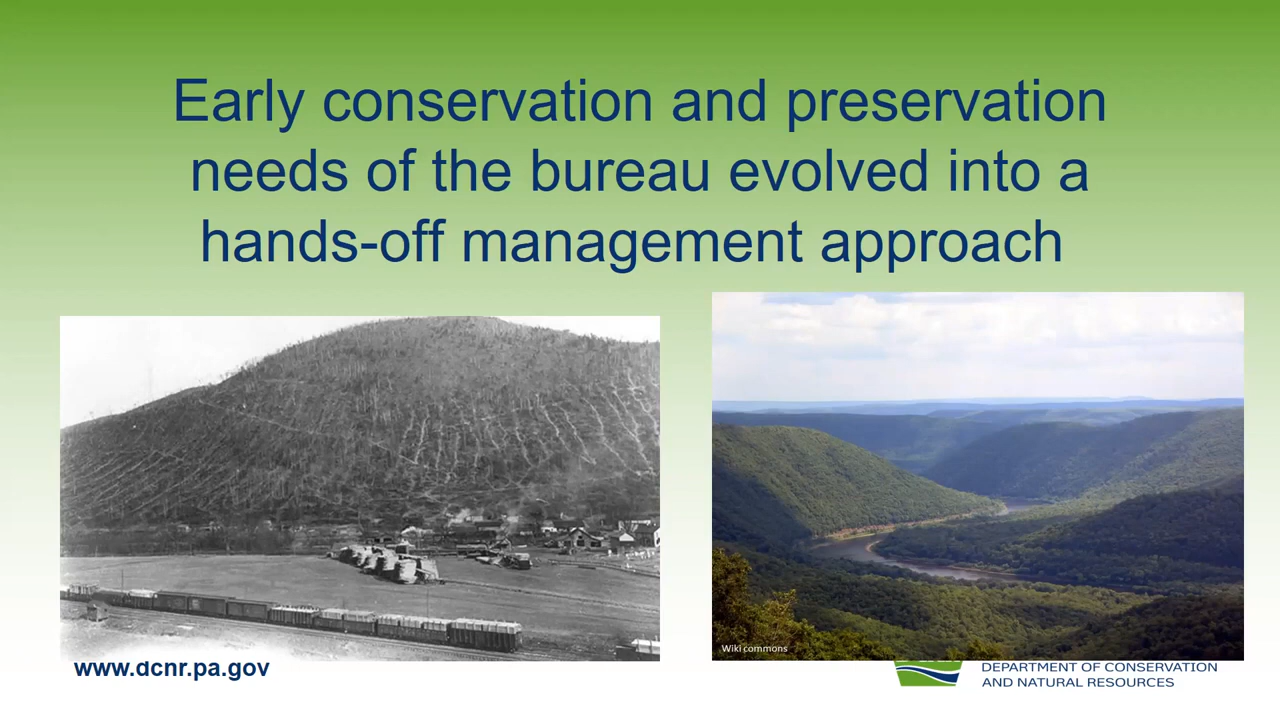 Early conservation and preservation
needs of the bureau evolved into a
hands-off management approach
Wiki commons
www.dcnr.pa.gov
DEPARTMENT OF CONSERVATION
AND NATURAL RESOURCES